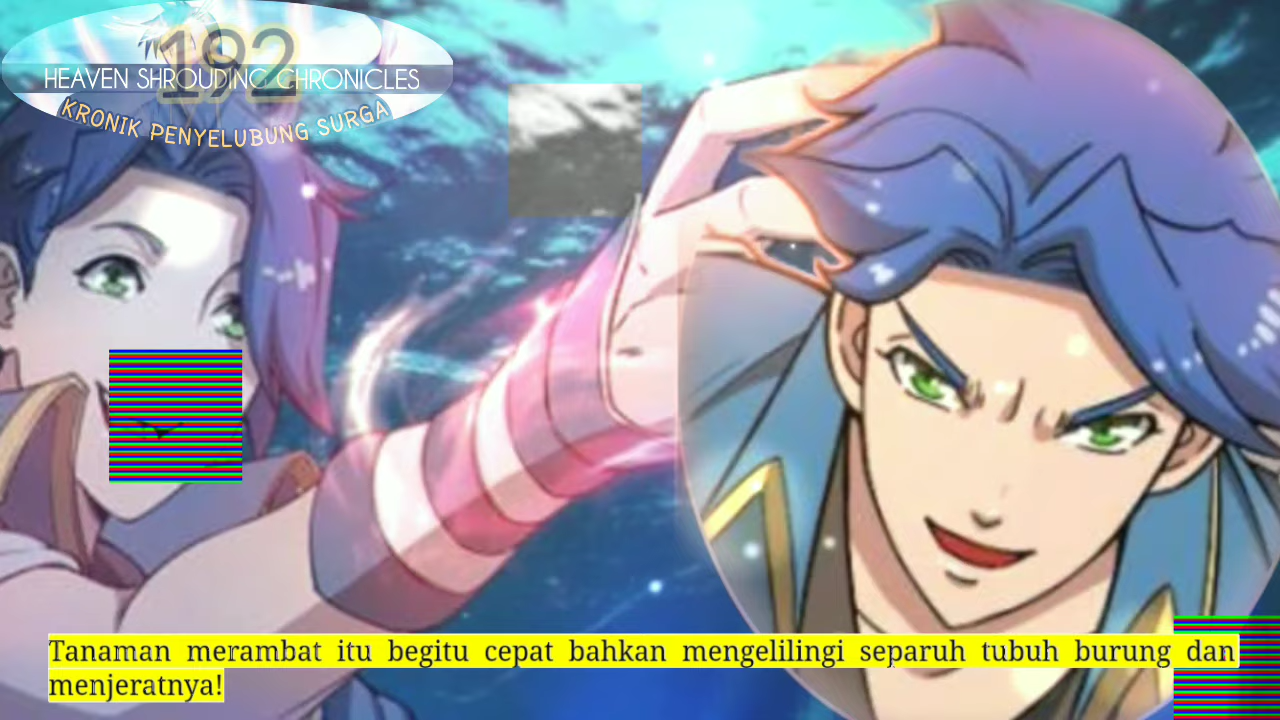 192
HEAVEN SHROUDING CHRONICLES
KRONIK PENYELUBUNG SURGA
Tanaman merambat itu begitu cepat bahkan mengelilingi separuh tubuh burung dan
menjeratnya!